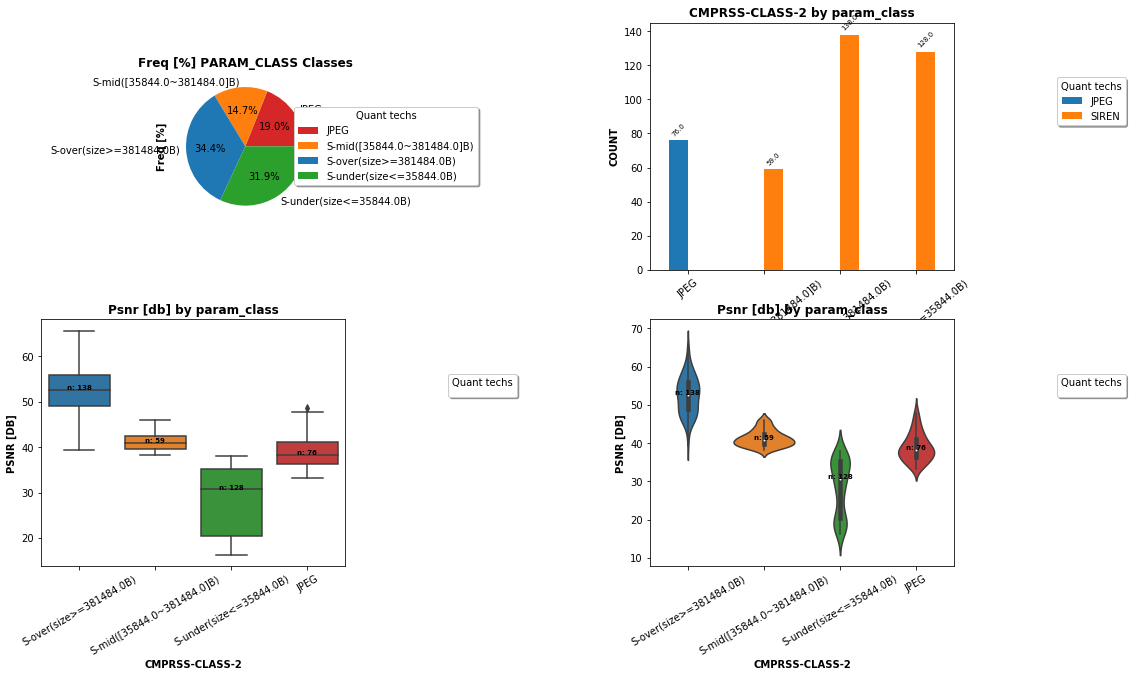 Freq [%] PARAM_CLASS Classes
S-mid([35844.0~381484.0]B)
14.7%
19.0%
34.4%
31.9%
S-over(size>=381484.0B)
Freq [%]
S-under(size<=35844.0B)
Quant techs
JPEG
S-mid([35844.0~381484.0]B)
S-over(size>=381484.0B)
S-under(size<=35844.0B)
CMPRSS-CLASS-2 by param_class
COUNT
140
120
100
80
60
40
20
0
76.0
59.0
138.0
128.0
JPEG
Quant techs
JPEG
SIREN
Psnr [db] by param_class
PSNR [DB]
60
50
40
30
20
n: 138
n: 59
n: 128
n: 76
S-over(size>=381484.0B)
S-mid([35844.0~381484.0]B)
S-under(size<=35844.0B)
JPEG
CMPRSS-CLASS-2
Quant techs
Psnr [db] by param_class
PSNR [DB]
70
60
50
40
30
20
10
n: 138
n: 59
n: 128
n: 76
S-over(size>=381484.0B)
S-mid([35844.0~381484.0]B)
S-under(size<=35844.0B)
JPEG
CMPRSS-CLASS-2
Quant techs